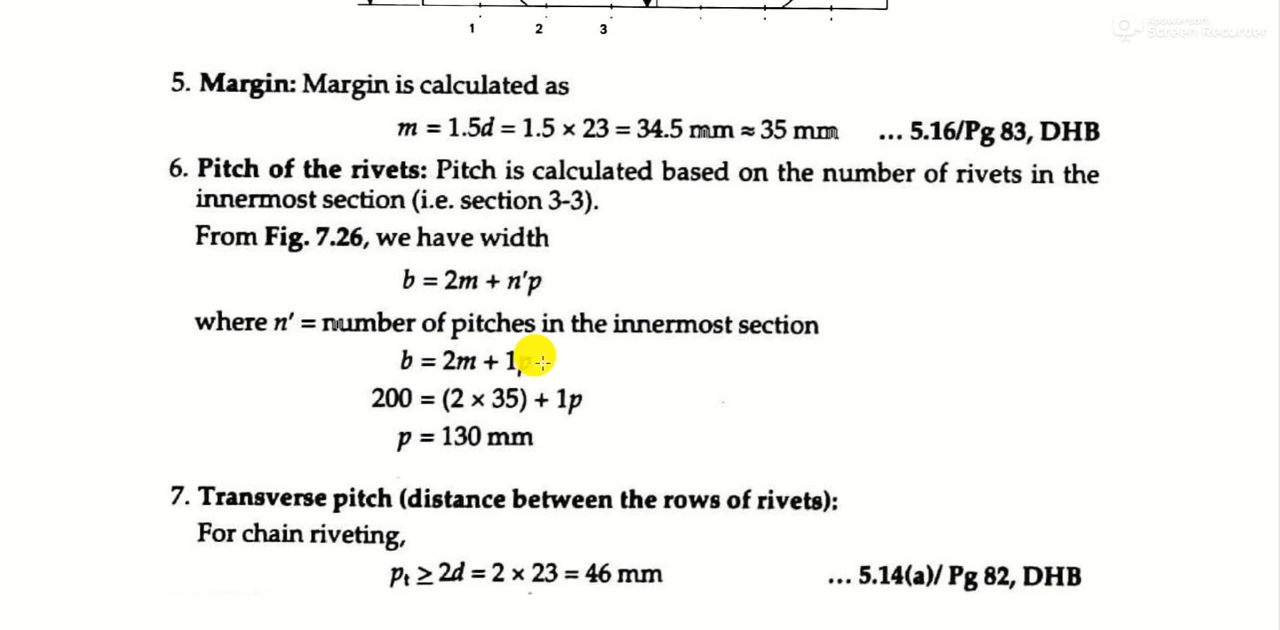 1 2 3
Apowersoft
Screen Recorder
5. Margin: Margin is calculated as
m = 1.5d = 1.5 × 23 = 34.5 mm ≈ 35 mm ... 5.16/Pg 83, DHB
6. Pitch of the rivets: Pitch is calculated based on the number of rivets in the
innermost section (i.e. section 3-3).
From Fig. 7.26, we have width
b = 2m + n'p
where n' = number of pitches in the innermost section
b = 2m + 1p
200 = (2 × 35) + 1p
p = 130 mm
7. Transverse pitch (distance between the rows of rivets):
For chain riveting,
pt ≥ 2d = 2 × 23 = 46 mm ... 5.14(a)/ Pg 82, DHB